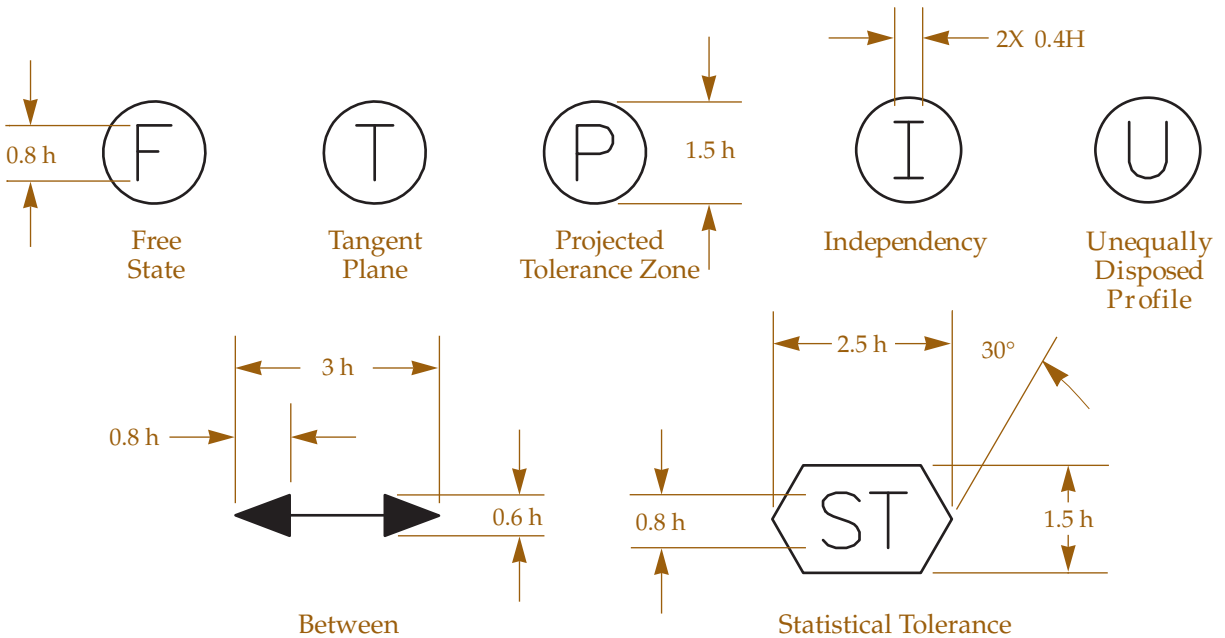 2X 0.4H
0.8 h
F
T
P
1.5 h
I
U
Free
State
Tangent
Plane
Projected
Tolerance Zone
Independency
Unequally
Disposed
Profile
3 h
0.8 h
0.6 h
Between
2.5 h
30°
0.8 h
ST
1.5 h
Statistical Tolerance